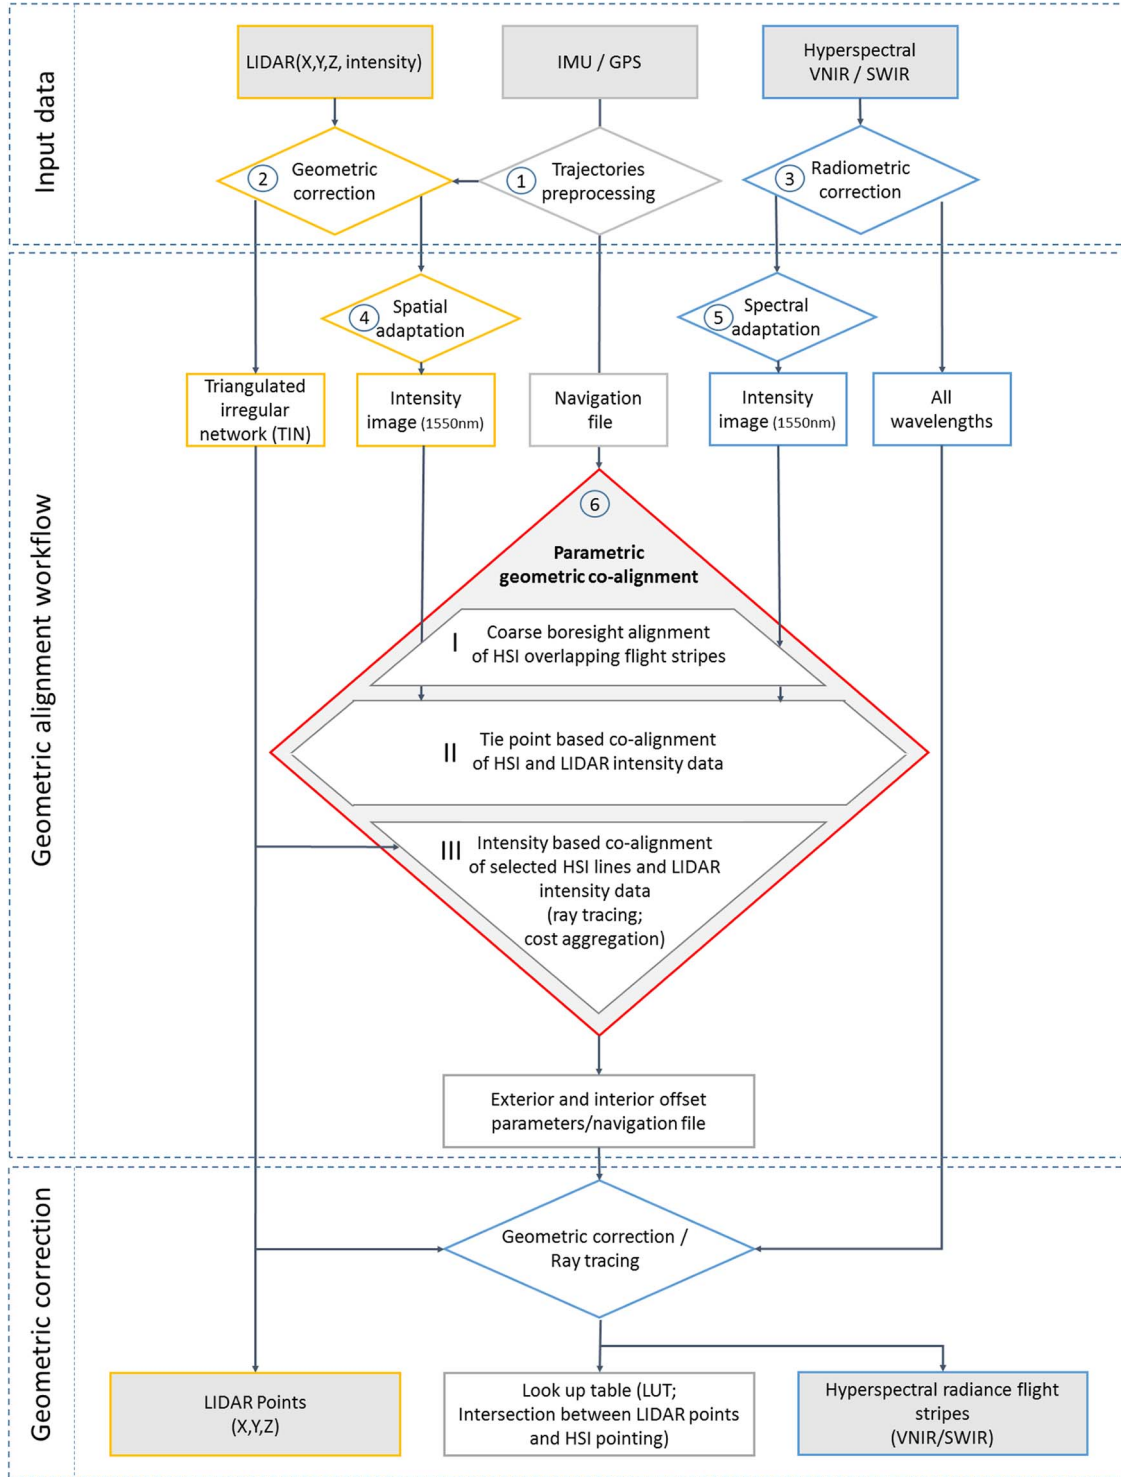 Input data
LIDAR(X,Y,Z, intensity)
IMU / GPS
Hyperspectral
VNIR / SWIR
2
Geometric
correction
1
Trajectories
preprocessing
3
Radiometric
correction
Geometric alignment workflow
4
Spatial
adaptation
5
Spectral
adaptation
Triangulated
irregular
network (TIN)
Intensity
image (1550nm)
Navigation
file
Intensity
image (1550nm)
All
wavelengths
6
Parametric
geometric co-alignment
I
Coarse boresight alignment
of HSI overlapping flight stripes
II
Tie point based co-alignment
of HSI and LIDAR intensity data
III
Intensity based co-alignment
of selected HSI lines and LIDAR
intensity data
(ray tracing;
cost aggregation)
Exterior and interior offset
parameters/navigation file
Geometric correction
Geometric correction /
Ray tracing
LIDAR Points
(X,Y,Z)
Look up table (LUT;
Intersection between LIDAR points
and HSI pointing)
Hyperspectral radiance flight
stripes
(VNIR/SWIR)